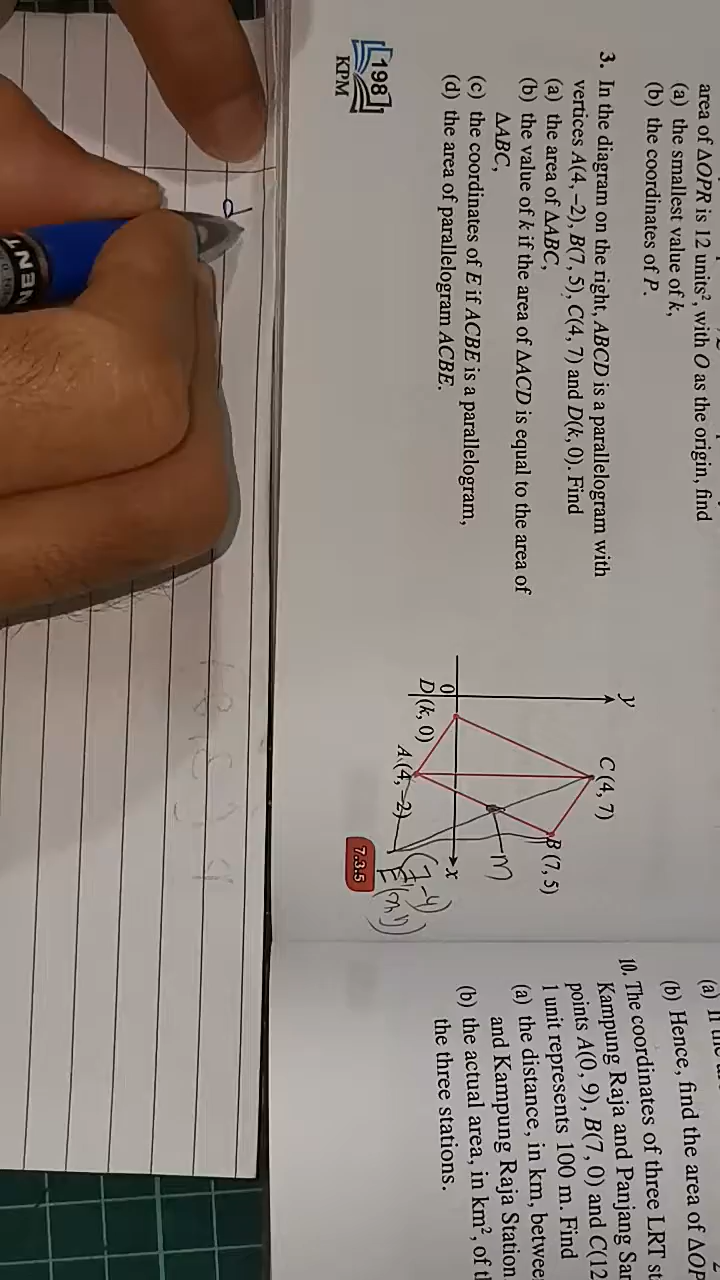 area of ΔOPR is 12 units², with O as the origin, find
(a) the smallest value of k,
(b) the coordinates of P.
3. In the diagram on the right, ABCD is a parallelogram with
vertices A(4, –2), B(7, 5), C(4, 7) and D(k, 0). Find
(a) the area of ΔABC,
(b) the value of k if the area of ΔACD is equal to the area of
ΔABC,
(c) the coordinates of E if ACBE is a parallelogram,
(d) the area of parallelogram ACBE.
198
KPM
y
C(4, 7)
B(7, 5)
M
0
x
D(k, 0)
A(4, –2)
(7,-4)
E(x,y)
7.3.5
(b) Hence, find the area of ΔOP
10. The coordinates of three LRT st
Kampung Raja and Panjang Sa
points A(0, 9), B(7, 0) and C(12
1 unit represents 100 m. Find
(a) the distance, in km, betwee
and Kampung Raja Station
(b) the actual area, in km², of t
the three stations.
d